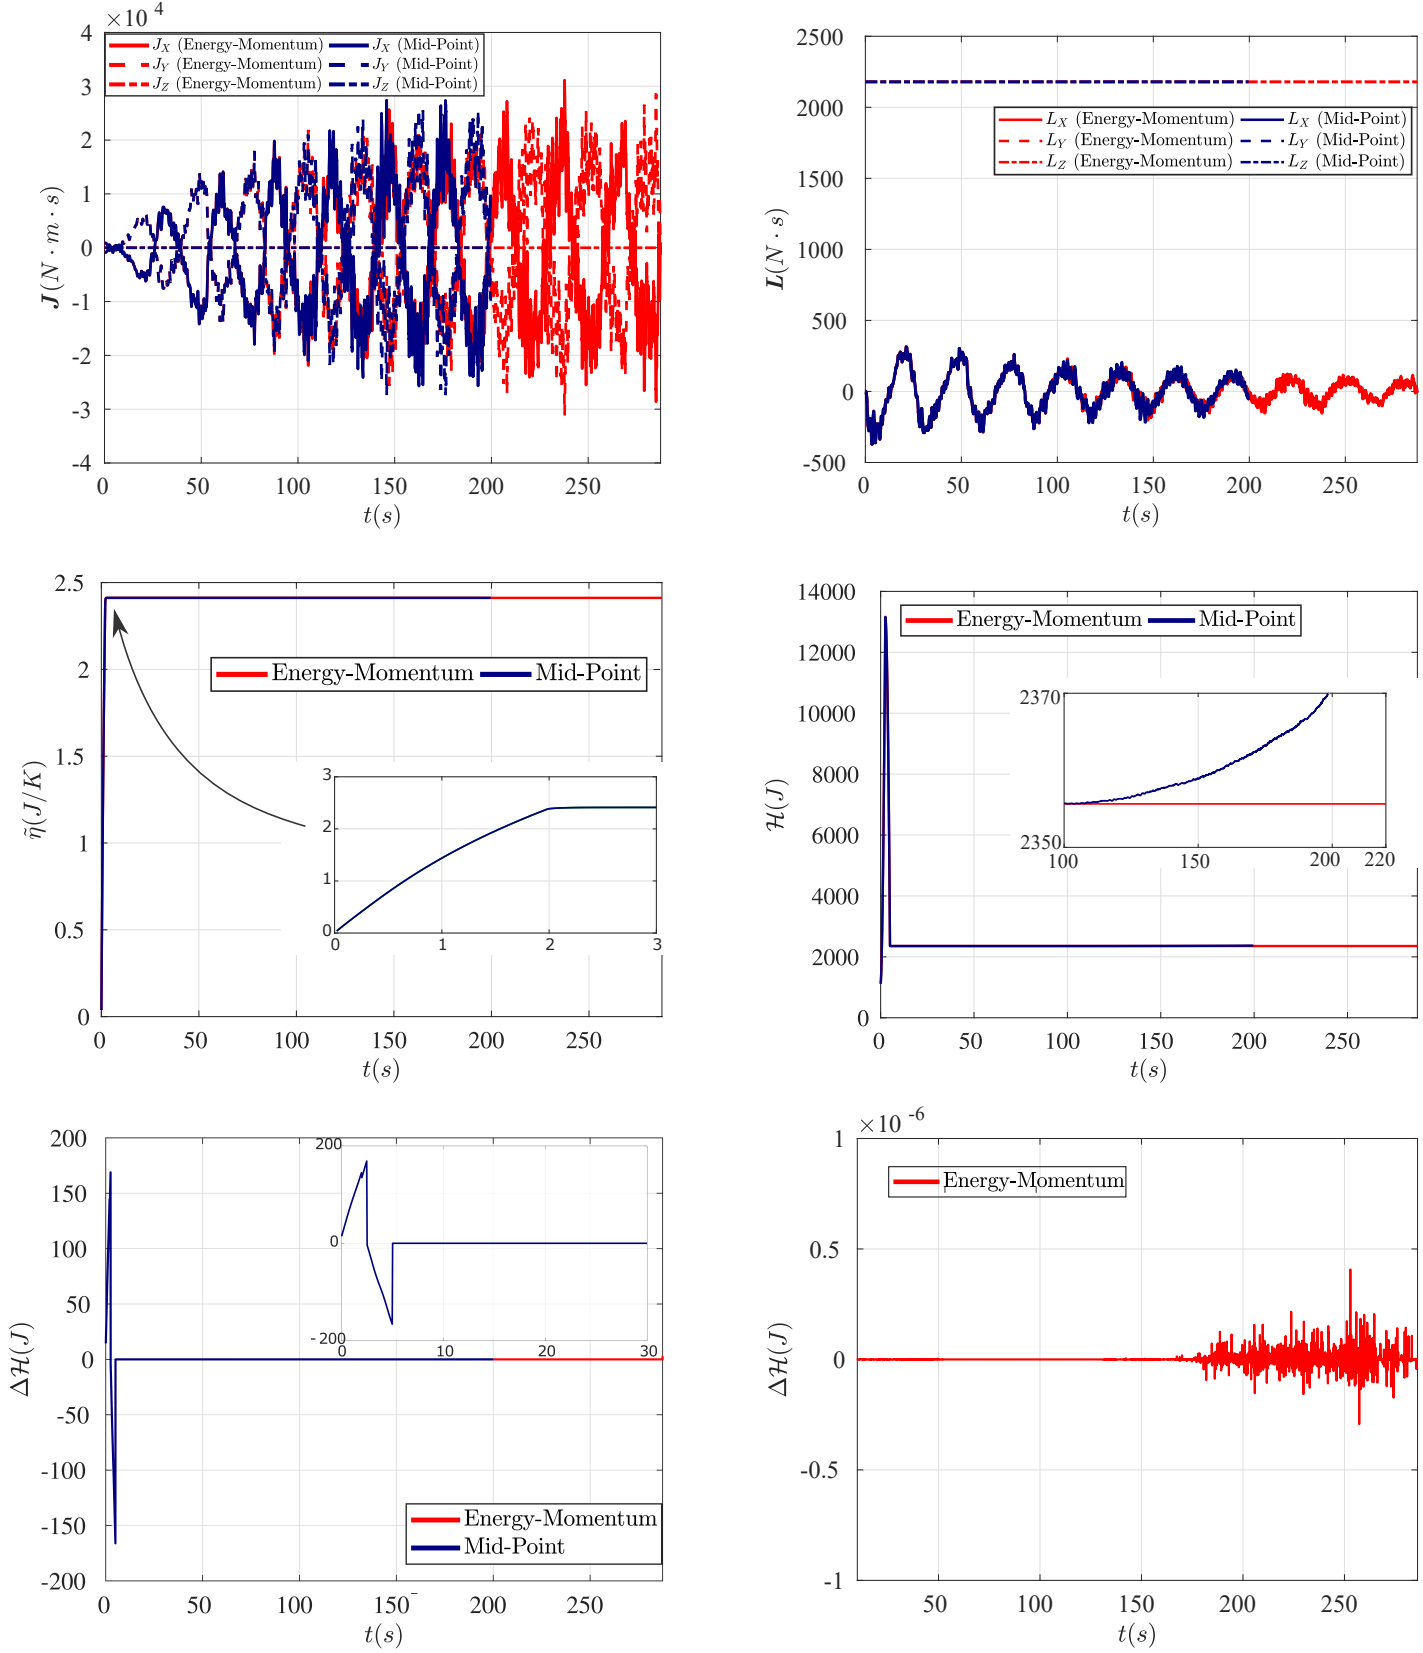 ×10 4
4
3
2
1
0
-1
-2
-3
-4
J(N · m · s)
J_X (Energy-Momentum) J_X (Mid-Point)
J_Y (Energy-Momentum) J_Y (Mid-Point)
J_Z (Energy-Momentum) J_Z (Mid-Point)
0 50 100 150 200 250
t(s)
2500
2000
1500
1000
500
0
-500
L(N · s)
L_X (Energy-Momentum) L_X (Mid-Point)
L_Y (Energy-Momentum) L_Y (Mid-Point)
L_Z (Energy-Momentum) L_Z (Mid-Point)
0 50 100 150 200 250
t(s)
2.5
2
1.5
1
0.5
0
η̃(J/K)
Energy-Momentum Mid-Point
3
2
1
0
0 1 2 3
0 50 100 150 200 250
t(s)
14000
12000
10000
8000
6000
4000
2000
0
ℋ(J)
Energy-Momentum Mid-Point
2370
2350
100 150 200 220
0 50 100 150 200 250
t(s)
200
150
100
50
0
-50
-100
-150
-200
Δℋ(J)
200
0
-200
0 10 20 30
Energy-Momentum
Mid-Point
0 50 100 150 200 250
t(s)
×10 -6
1
0.5
0
-0.5
-1
Δℋ(J)
Energy-Momentum
50 100 150 200 250
t(s)